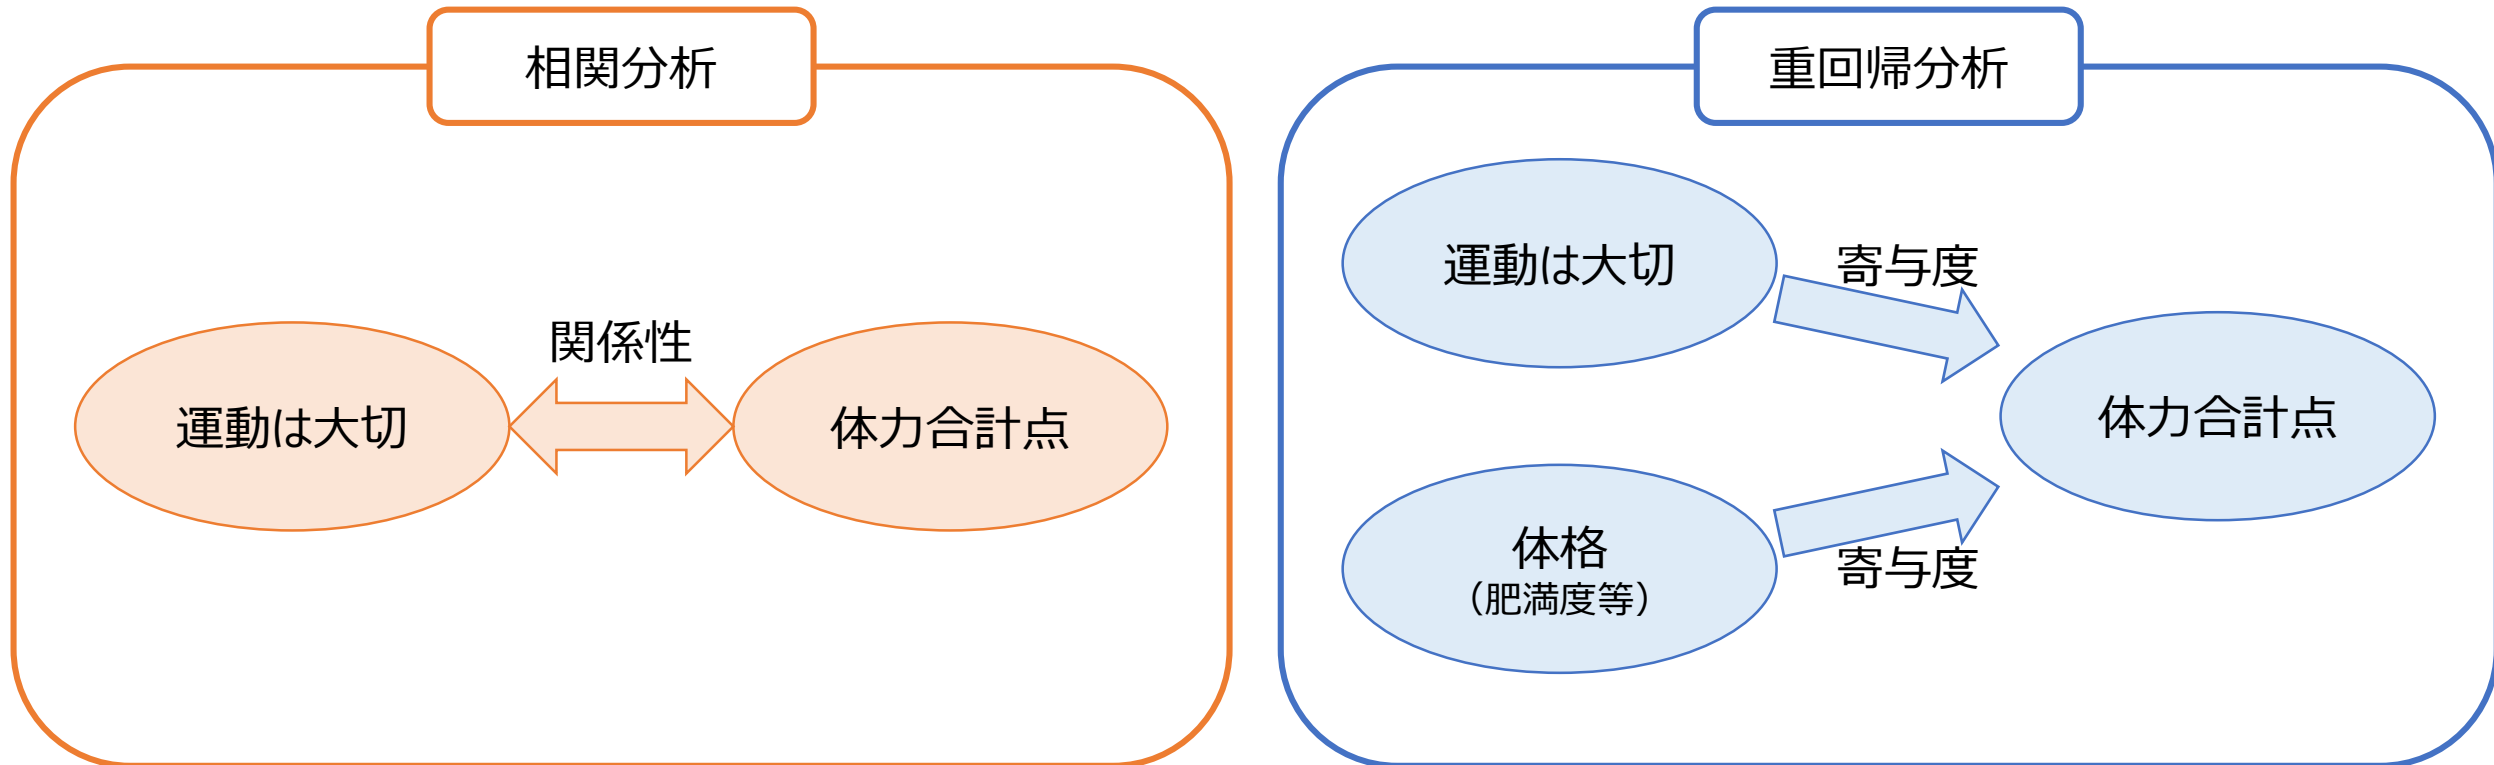 相関分析
関係性
運動は大切
体力合計点
重回帰分析
運動は大切
寄与度
体力合計点
体格
（肥満度等）
寄与度